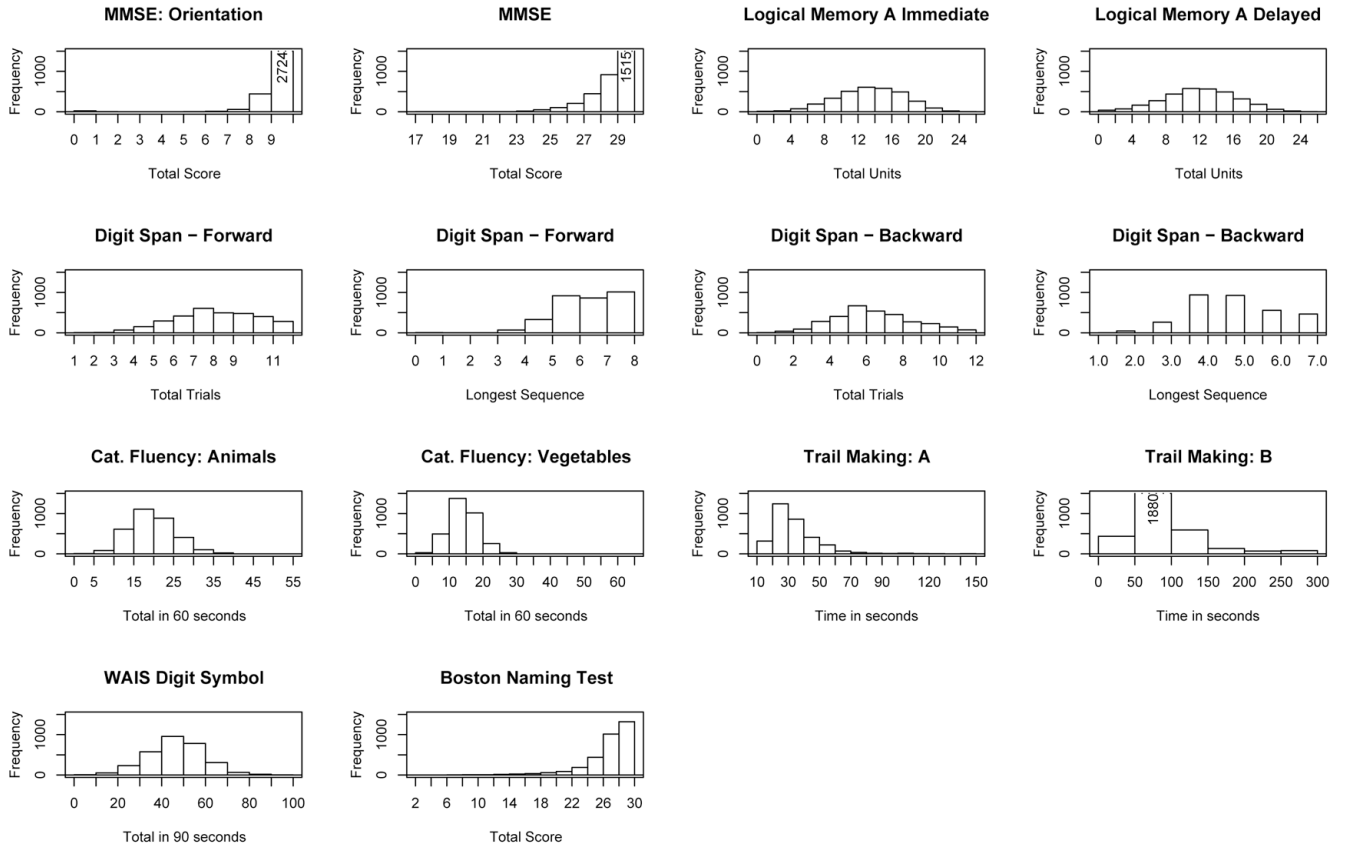 MMSE: Orientation
Frequency
0 1000
2724
0 1 2 3 4 5 6 7 8 9
Total Score
MMSE
Frequency
0 1000
1515
17 19 21 23 25 27 29
Total Score
Logical Memory A Immediate
Frequency
0 1000
0 4 8 12 16 20 24
Total Units
Logical Memory A Delayed
Frequency
0 1000
0 4 8 12 16 20 24
Total Units
Digit Span − Forward
Frequency
0 1000
1 2 3 4 5 6 7 8 9 11
Total Trials
Digit Span − Forward
Frequency
0 1000
0 1 2 3 4 5 6 7 8
Longest Sequence
Digit Span − Backward
Frequency
0 1000
0 2 4 6 8 10 12
Total Trials
Digit Span − Backward
Frequency
0 1000
1.0 2.0 3.0 4.0 5.0 6.0 7.0
Longest Sequence
Cat. Fluency: Animals
Frequency
0 1000
0 5 15 25 35 45 55
Total in 60 seconds
Cat. Fluency: Vegetables
Frequency
0 1000
0 10 20 30 40 50 60
Total in 60 seconds
Trail Making: A
Frequency
0 1000
10 30 50 70 90 120 150
Time in seconds
Trail Making: B
Frequency
0 1000
1880
0 50 100 150 200 250 300
Time in seconds
WAIS Digit Symbol
Frequency
0 1000
0 20 40 60 80 100
Total in 90 seconds
Boston Naming Test
Frequency
0 1000
2 6 10 14 18 22 26 30
Total Score